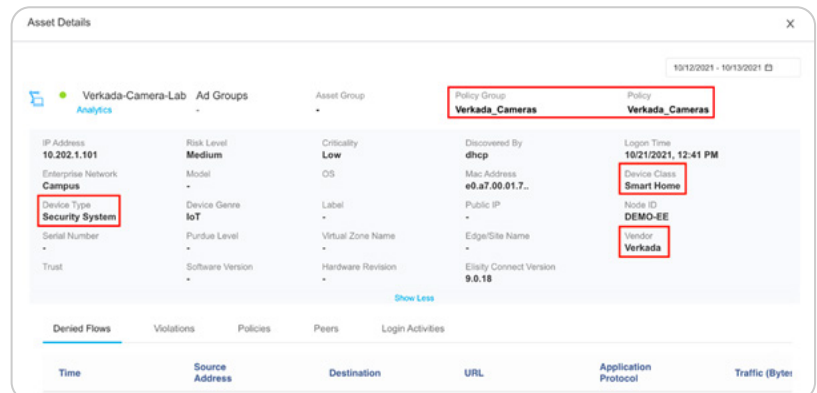 Asset Details X
10/12/2021 - 10/13/2021
Verkada-Camera-Lab Ad Groups Asset Group Policy Group Policy
Analytics - - Verkada_Cameras Verkada_Cameras
IP Address Risk Level Criticality Discovered By Logon Time
10.202.1.101 Medium Low dhcp 10/21/2021, 12:41 PM
Enterprise Network Model OS Mac Address Device Class
Campus - e0.a7.00.01.7.. Smart Home
Device Type Device Genre Label Public IP Node ID
Security System IoT - - DEMO-EE
Serial Number Purdue Level Virtual Zone Name Edge/Site Name Vendor
- - - - Verkada
Trust Software Version Hardware Revision Elisity Connect Version
- - 9.0.18
Show Less
Denied Flows Violations Policies Peers Login Activities
Time Source Address Destination URL Application Protocol Traffic (Bytes